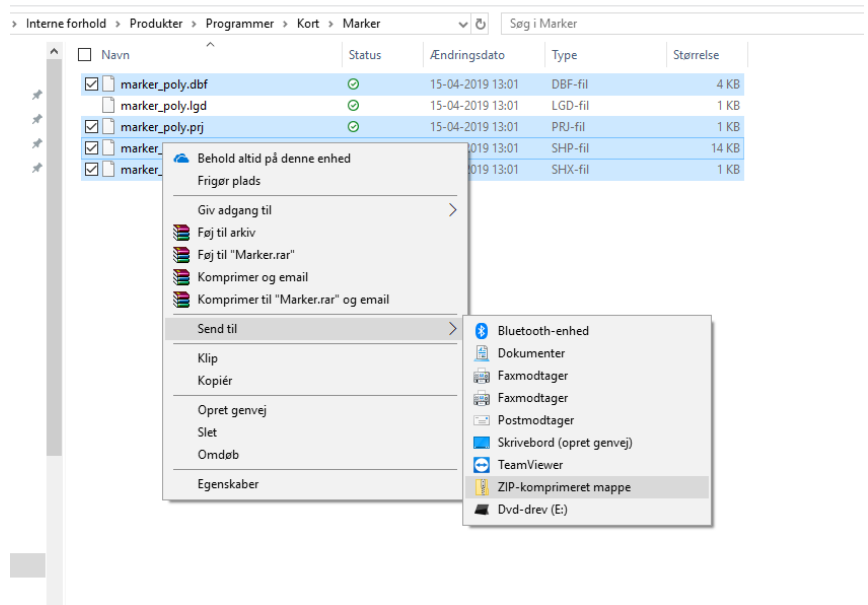 › Interne forhold › Produkter › Programmer › Kort › Marker
Søg i Marker
Navn Status Ændringsdato Type Størrelse
marker_poly.dbf 15-04-2019 13:01 DBF-fil 4 KB
marker_poly.lgd 15-04-2019 13:01 LGD-fil 1 KB
marker_poly.prj 15-04-2019 13:01 PRJ-fil 1 KB
marker_ 019 13:01 SHP-fil 14 KB
marker_ 019 13:01 SHX-fil 1 KB
Behold altid på denne enhed
Frigør plads
Giv adgang til
Føj til arkiv
Føj til "Marker.rar"
Komprimer og email
Komprimer til "Marker.rar" og email
Send til
Klip
Kopiér
Opret genvej
Slet
Omdøb
Egenskaber
Bluetooth-enhed
Dokumenter
Faxmodtager
Faxmodtager
Postmodtager
Skrivebord (opret genvej)
TeamViewer
ZIP-komprimeret mappe
Dvd-drev (E:)